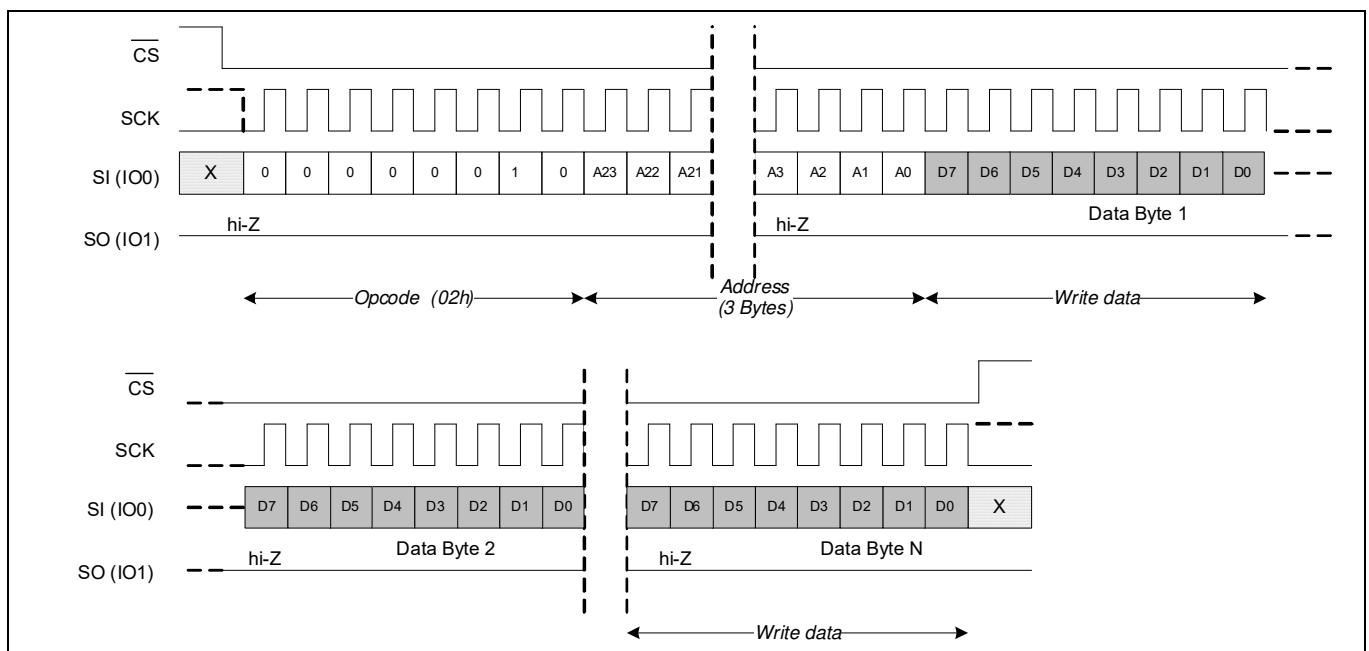 CS
SCK
SI (IO0) X 0 0 0 0 0 0 1 0 A23 A22 A21 A3 A2 A1 A0 D7 D6 D5 D4 D3 D2 D1 D0
hi-Z hi-Z Data Byte 1
SO (IO1)
Opcode (02h) Address (3 Bytes) Write data
CS
SCK
SI (IO0) D7 D6 D5 D4 D3 D2 D1 D0 D7 D6 D5 D4 D3 D2 D1 D0 X
Data Byte 2 Data Byte N
hi-Z hi-Z
SO (IO1)
Write data